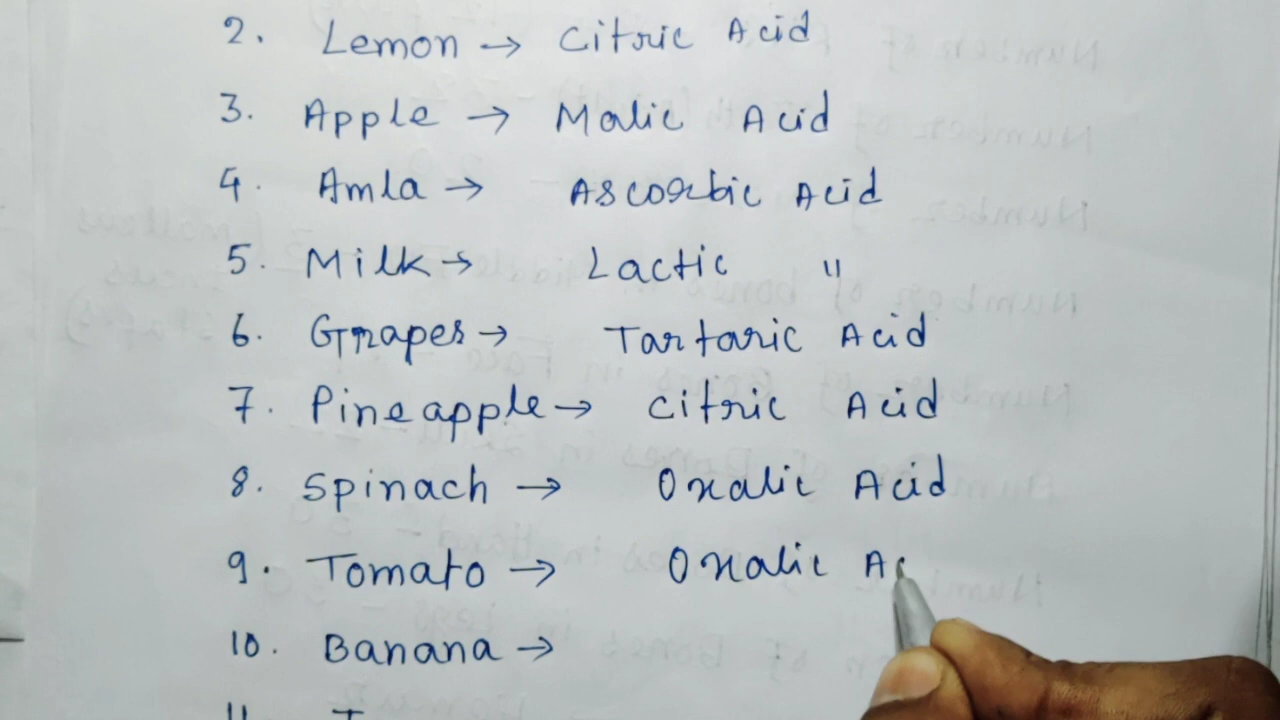 2. Lemon → Citric Acid
3. Apple → Malic Acid
4. Amla → Ascorbic Acid
5. Milk → Lactic "
6. Grapes → Tartaric Acid
7. Pineapple → Citric Acid
8. Spinach → Oxalic Acid
9. Tomato → Oxalic A
10. Banana →
11.